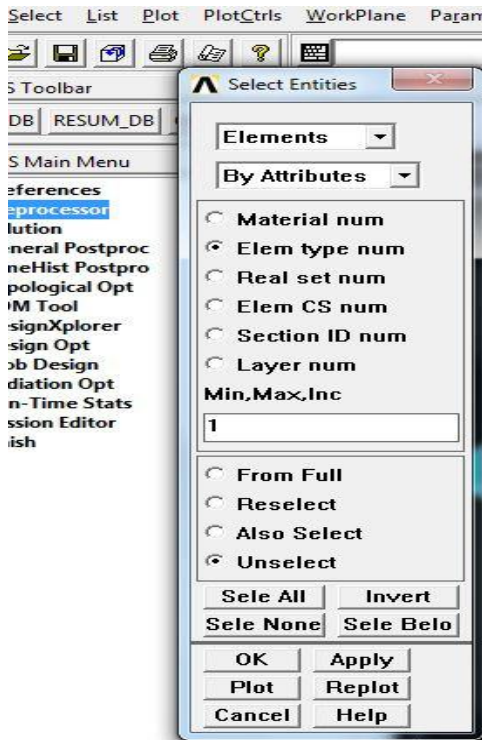 Select List Plot PlotCtrls WorkPlane Param
S Toolbar
DB RESUM_DB
S Main Menu
eferences
eprocessor
lution
eneral Postproc
meHist Postpro
pological Opt
M Tool
esignXplorer
sign Opt
ob Design
diation Opt
n-Time Stats
ssion Editor
ish
Select Entities
Elements
By Attributes
Material num
Elem type num
Real set num
Elem CS num
Section ID num
Layer num
Min,Max,Inc
1
From Full
Reselect
Also Select
Unselect
Sele All Invert
Sele None Sele Belo
OK Apply
Plot Replot
Cancel Help